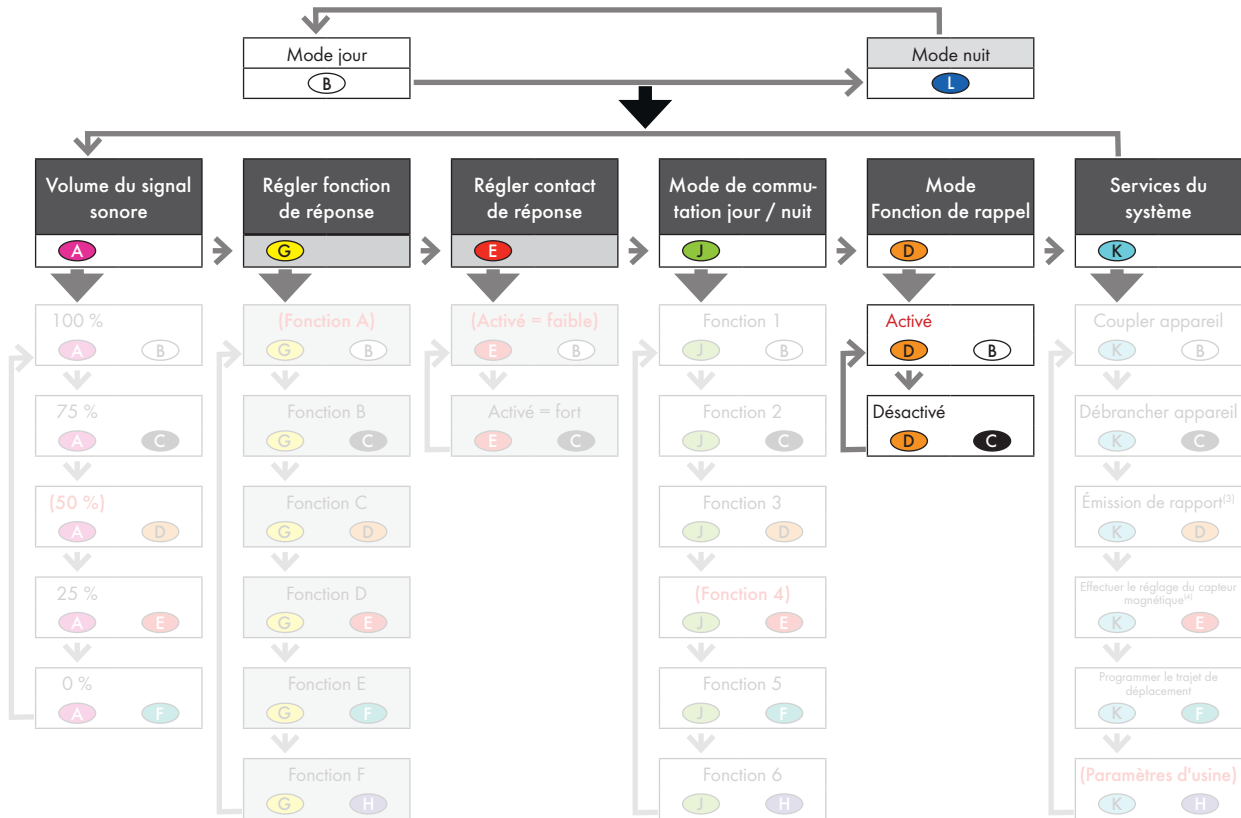 Mode jour
B
Mode nuit
L
Volume du signal
sonore
A
Régler fonction
de réponse
G
Régler contact
de réponse
E
Mode de commu-
tation jour / nuit
J
Mode
Fonction de rappel
D
Services du
système
K
100 %
A B
75 %
A C
(50 %)
A D
25 %
A E
0 %
A F
(Fonction A)
G B
Fonction B
G C
Fonction C
G D
Fonction D
G E
Fonction E
G F
Fonction F
G H
(Activé = faible)
E B
Activé = fort
E C
Fonction 1
J B
Fonction 2
J C
Fonction 3
J D
(Fonction 4)
J E
Fonction 5
J F
Fonction 6
J H
Activé
D B
Désactivé
D C
Coupler appareil
K B
Débrancher appareil
K C
Émission de rapport(3)
K D
Effectuer le réglage du capteur
magnétique(4)
K E
Programmer le trajet de
déplacement
K F
(Paramètres d'usine)
K H